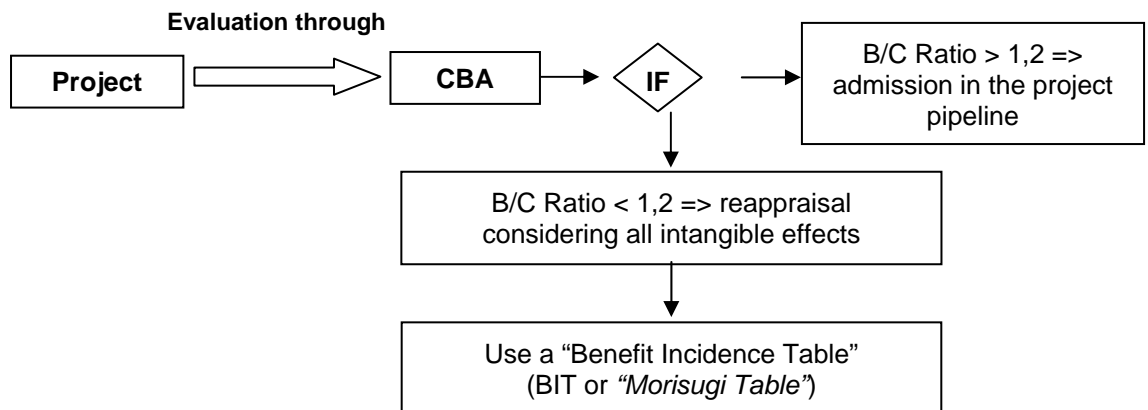 Evaluation through
Project
CBA
IF
B/C Ratio > 1,2 =>
admission in the project
pipeline
B/C Ratio < 1,2 => reappraisal
considering all intangible effects
Use a “Benefit Incidence Table”
(BIT or “Morisugi Table”)